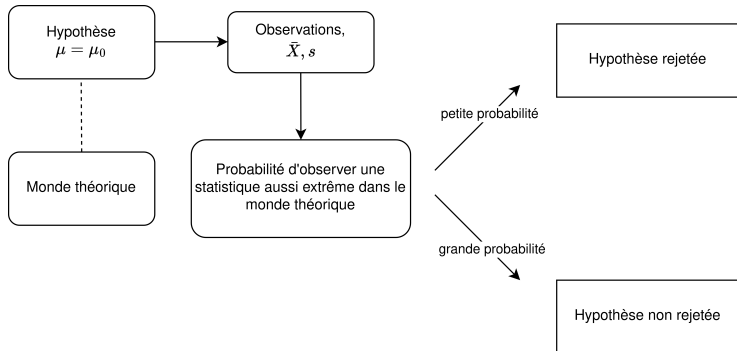 Hypothèse
μ = μ₀
Observations,
X̄, s
Hypothèse rejetée
petite probabilité
Monde théorique
Probabilité d'observer une
statistique aussi extrême dans le
monde théorique
grande probabilité
Hypothèse non rejetée